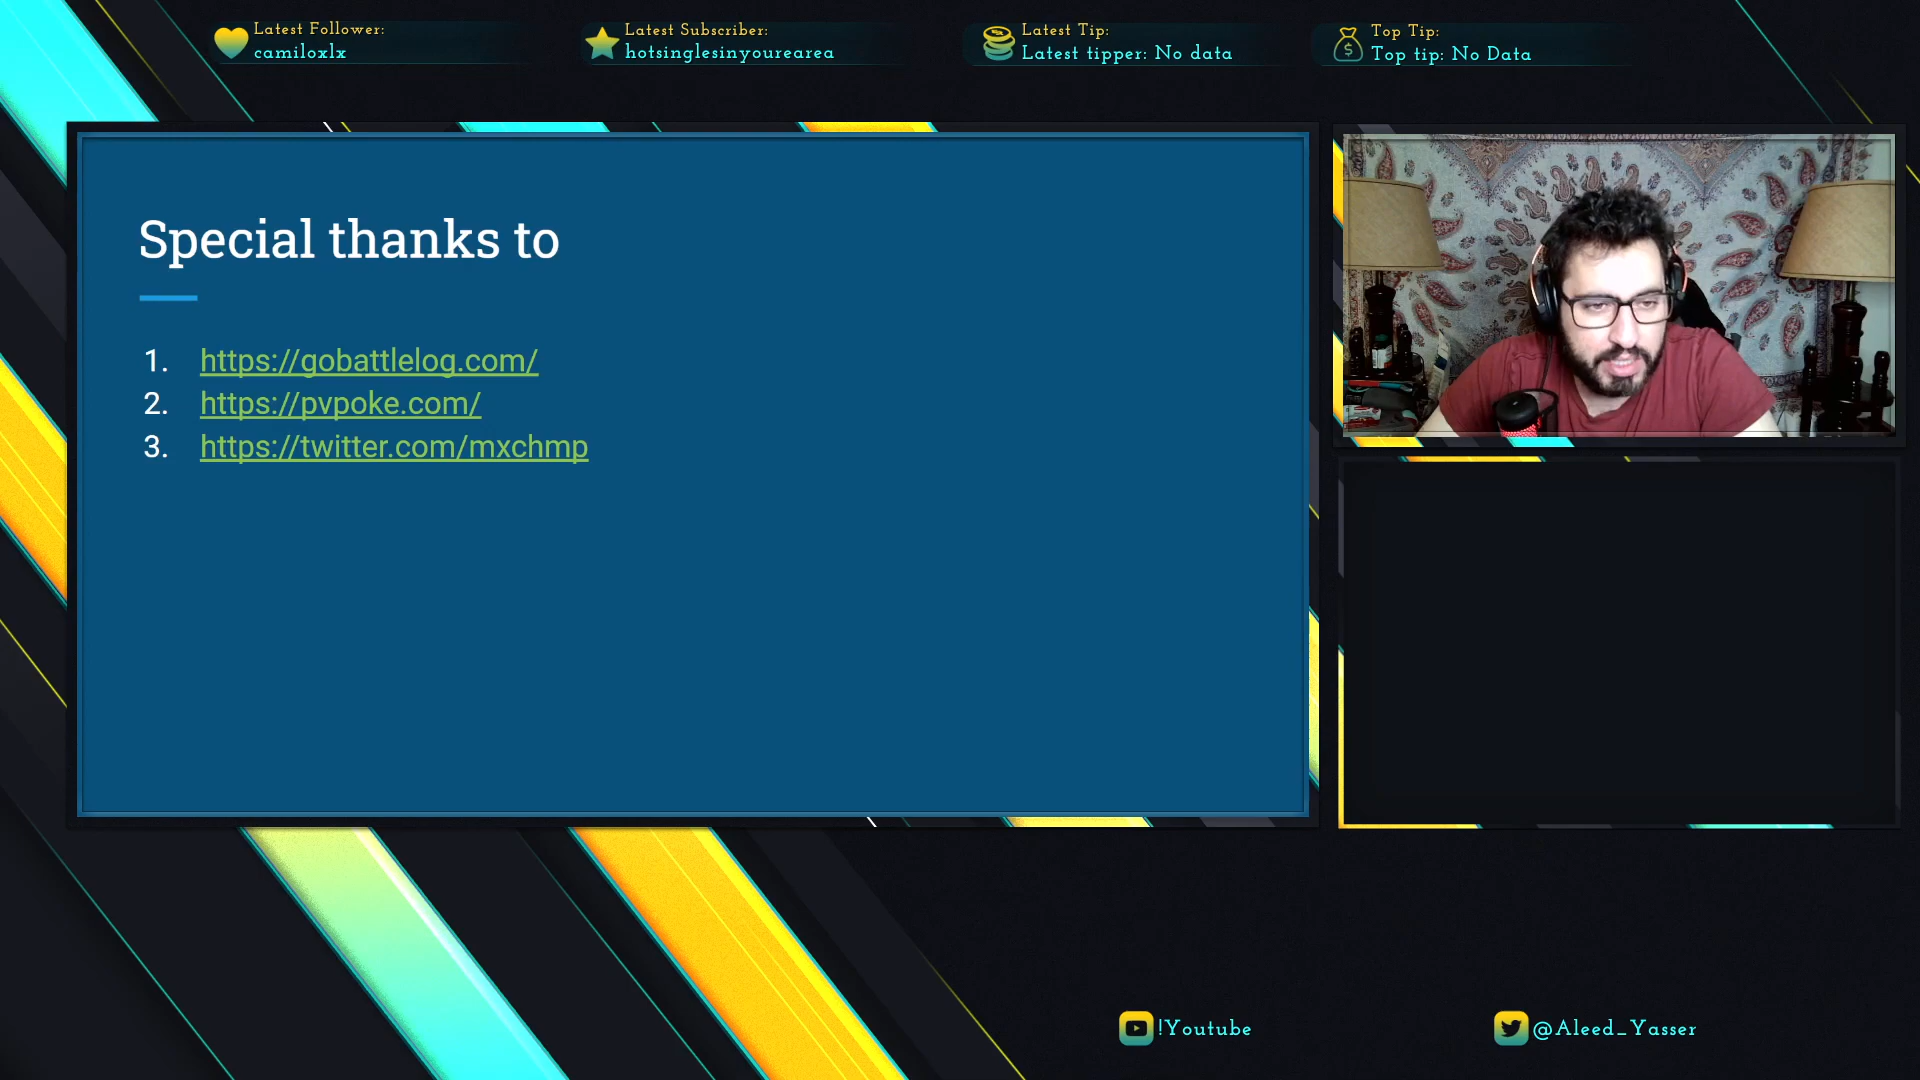 Latest Follower:
camiloxlx
Latest Subscriber:
hotsinglesinyourearea
Latest Tip:
Latest tipper: No data
Top Tip:
Top tip: No Data
Special thanks to
1. https://gobattlelog.com/
2. https://pvpoke.com/
3. https://twitter.com/mxchmp
!Youtube
@Aleed_Yasser